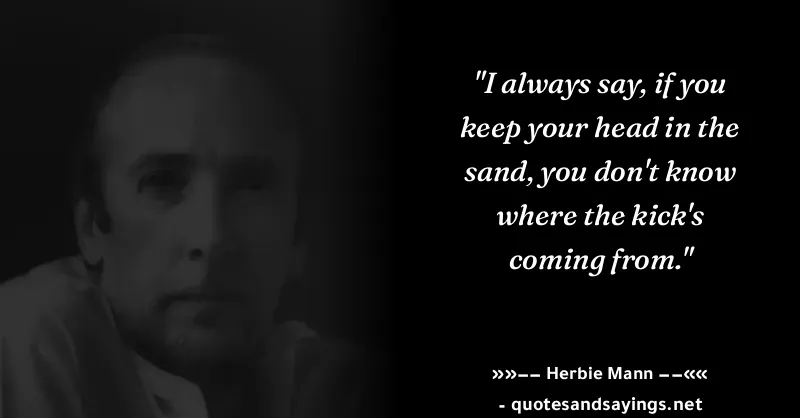 "I always say, if you
keep your head in the
sand, you don't know
where the kick's
coming from."
»»−− Herbie Mann −−««
- quotesandsayings.net